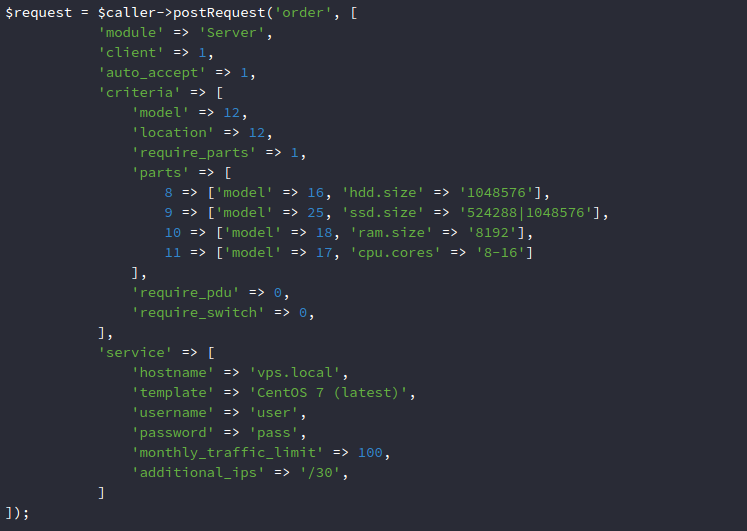 $request = $caller->postRequest('order', [
'module' => 'Server',
'client' => 1,
'auto_accept' => 1,
'criteria' => [
'model' => 12,
'location' => 12,
'require_parts' => 1,
'parts' => [
8 => ['model' => 16, 'hdd.size' => '1048576'],
9 => ['model' => 25, 'ssd.size' => '524288|1048576'],
10 => ['model' => 18, 'ram.size' => '8192'],
11 => ['model' => 17, 'cpu.cores' => '8-16']
],
'require_pdu' => 0,
'require_switch' => 0,
],
'service' => [
'hostname' => 'vps.local',
'template' => 'CentOS 7 (latest)',
'username' => 'user',
'password' => 'pass',
'monthly_traffic_limit' => 100,
'additional_ips' => '/30',
]
]);